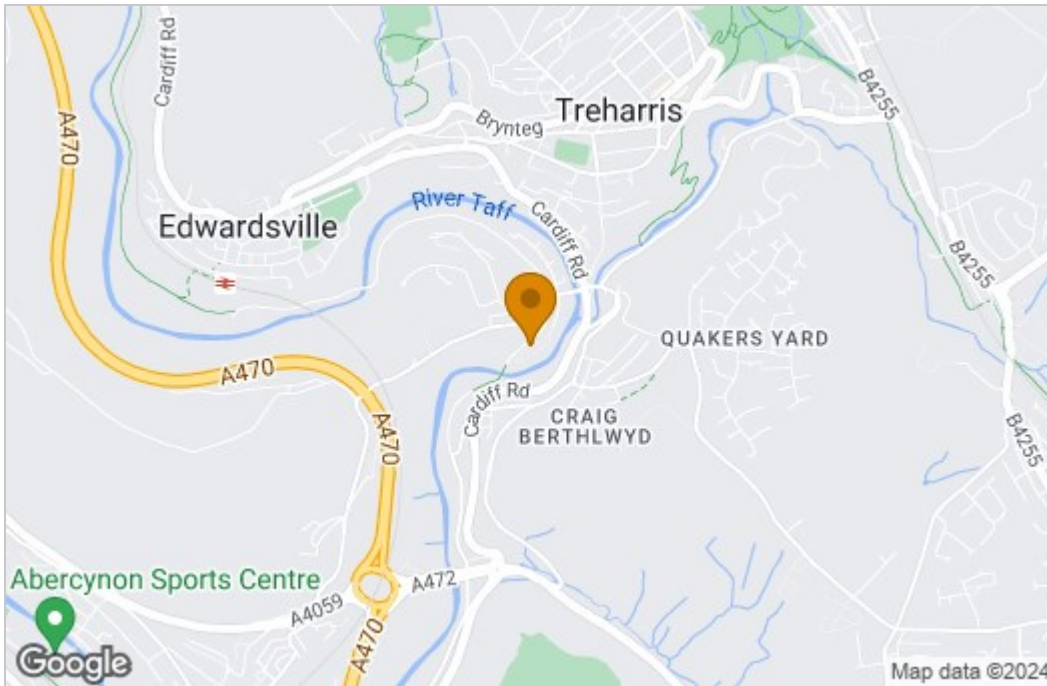 Cardiff Rd
A470
B4255
Treharris
Brynteg
River Taff
Cardiff Rd
Edwardsville
B4255
QUAKERS YARD
A470
A470
Cardiff Rd
CRAIG
BERTHLWYD
B4255
Abercynon Sports Centre
A472
A4059
A470
Google
Map data ©2024